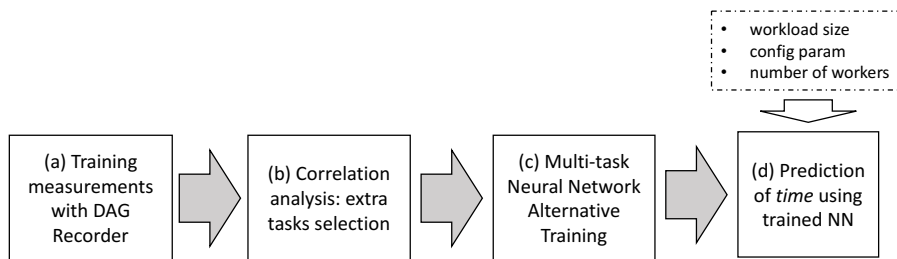 • workload size
• config param
• number of workers
(a) Training
measurements
with DAG
Recorder
(b) Correlation
analysis: extra
tasks selection
(c) Multi-task
Neural Network
Alternative
Training
(d) Prediction
of time using
trained NN